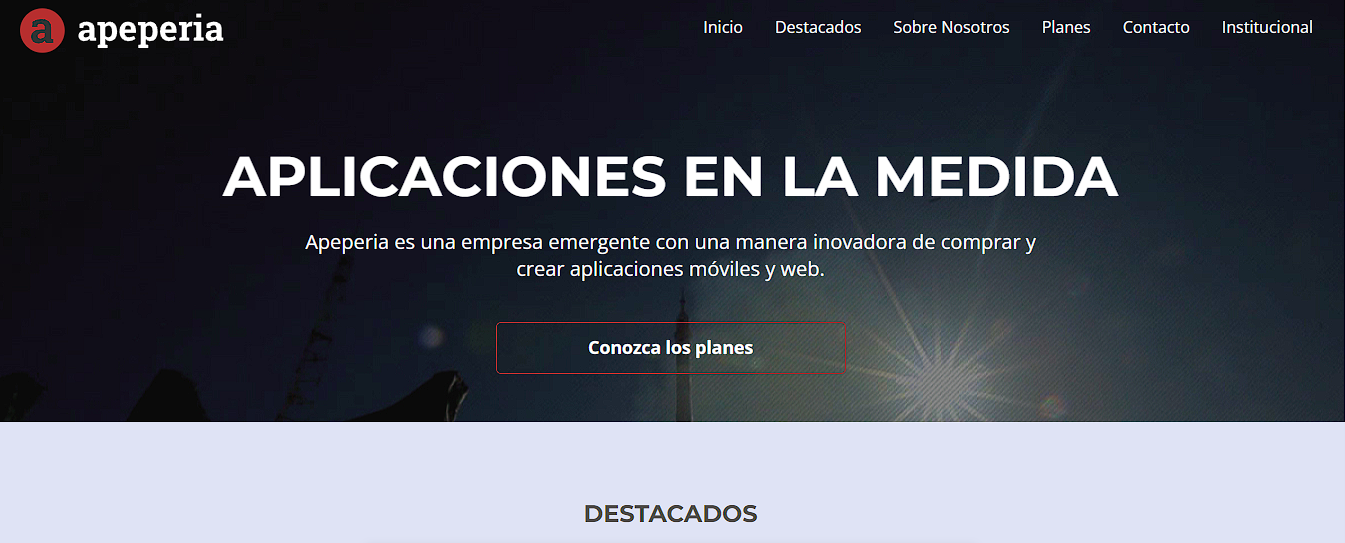 a apeperia
Inicio Destacados Sobre Nosotros Planes Contacto Institucional
APLICACIONES EN LA MEDIDA
Apeperia es una empresa emergente con una manera inovadora de comprar y
crear aplicaciones móviles y web.
Conozca los planes
DESTACADOS